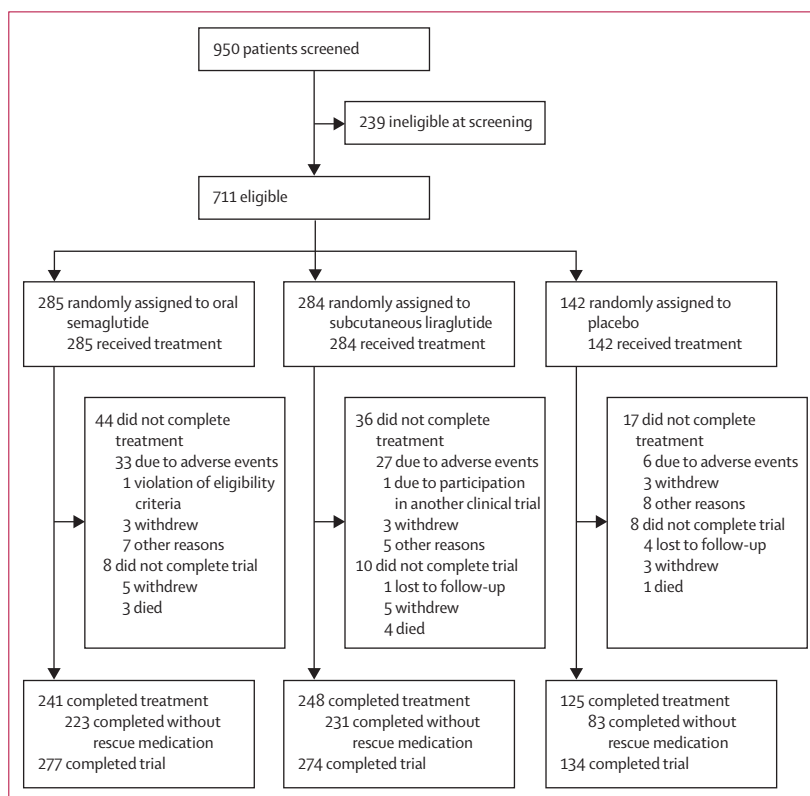 950 patients screened
239 ineligible at screening
711 eligible
285 randomly assigned to oral
semaglutide
285 received treatment
284 randomly assigned to
subcutaneous liraglutide
284 received treatment
142 randomly assigned to
placebo
142 received treatment
44 did not complete
treatment
33 due to adverse events
1 violation of eligibility
criteria
3 withdrew
7 other reasons
8 did not complete trial
5 withdrew
3 died
36 did not complete
treatment
27 due to adverse events
1 due to participation
in another clinical trial
3 withdrew
5 other reasons
10 did not complete trial
1 lost to follow-up
5 withdrew
4 died
17 did not complete
treatment
6 due to adverse events
3 withdrew
8 other reasons
8 did not complete trial
4 lost to follow-up
3 withdrew
1 died
241 completed treatment
223 completed without
rescue medication
277 completed trial
248 completed treatment
231 completed without
rescue medication
274 completed trial
125 completed treatment
83 completed without
rescue medication
134 completed trial